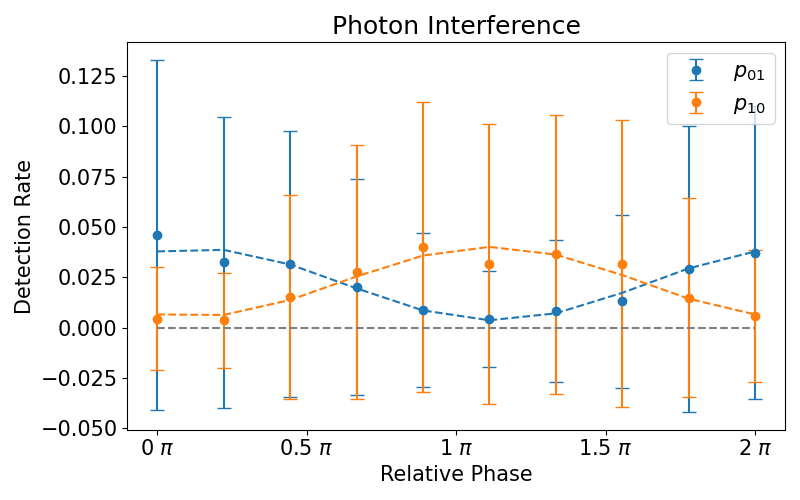 Photon Interference
p01
p10
Detection Rate
0.125
0.100
0.075
0.050
0.025
0.000
−0.025
−0.050
0 π
0.5 π
1 π
1.5 π
2 π
Relative Phase